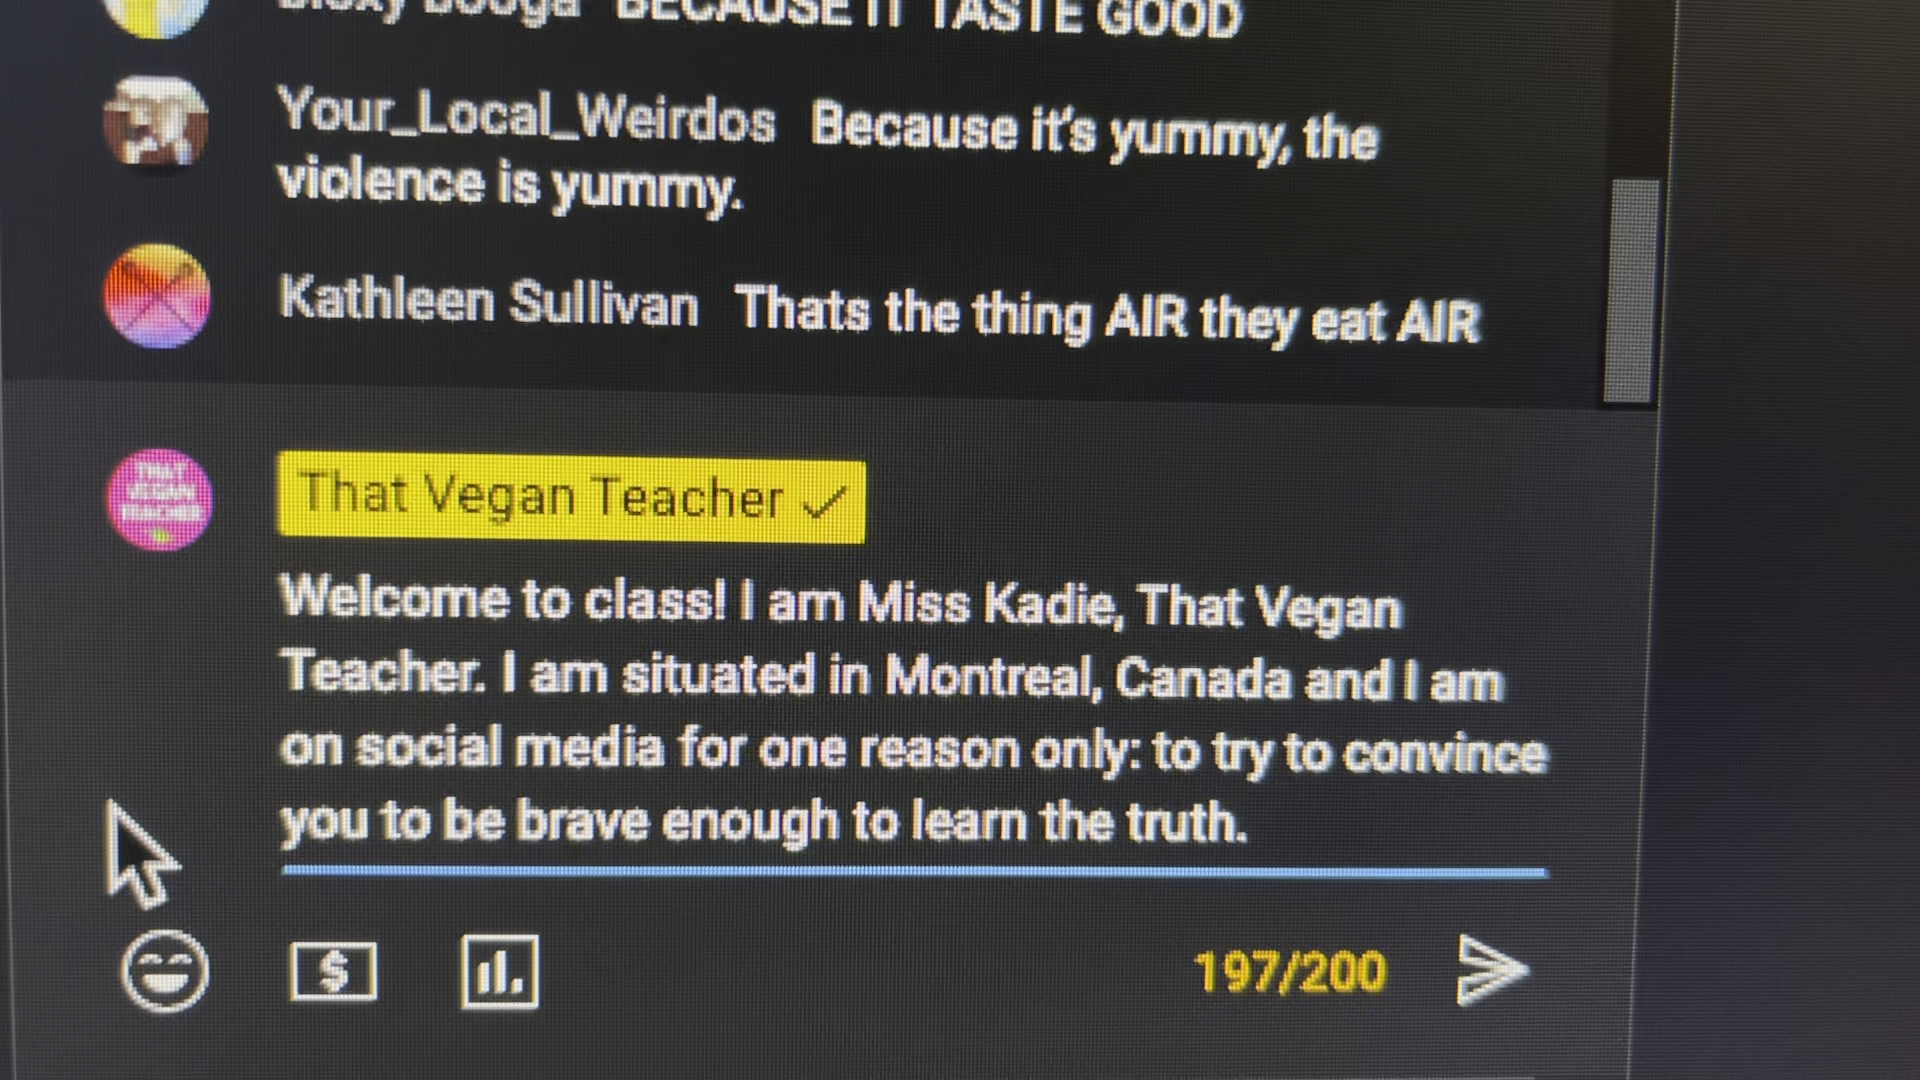 BECAUSE IT TASTE GOOD
Your_Local_Weirdos Because it's yummy, the
violence is yummy.
Kathleen Sullivan Thats the thing AIR they eat AIR
THAT VEGAN TEACHER
That Vegan Teacher ✓
Welcome to class! I am Miss Kadie, That Vegan
Teacher. I am situated in Montreal, Canada and I am
on social media for one reason only: to try to convince
you to be brave enough to learn the truth.
$
197/200